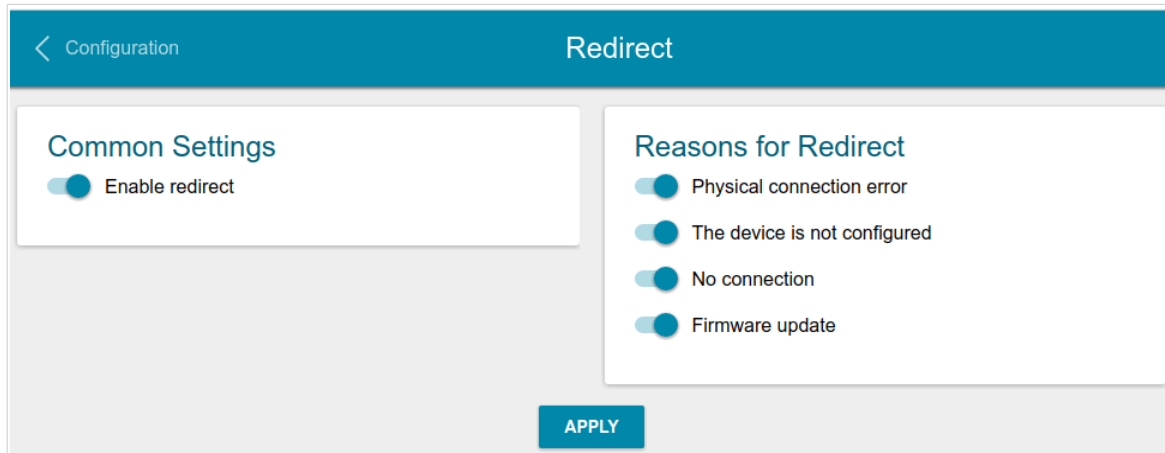 Configuration
Redirect
Common Settings
Enable redirect
Reasons for Redirect
Physical connection error
The device is not configured
No connection
Firmware update
APPLY